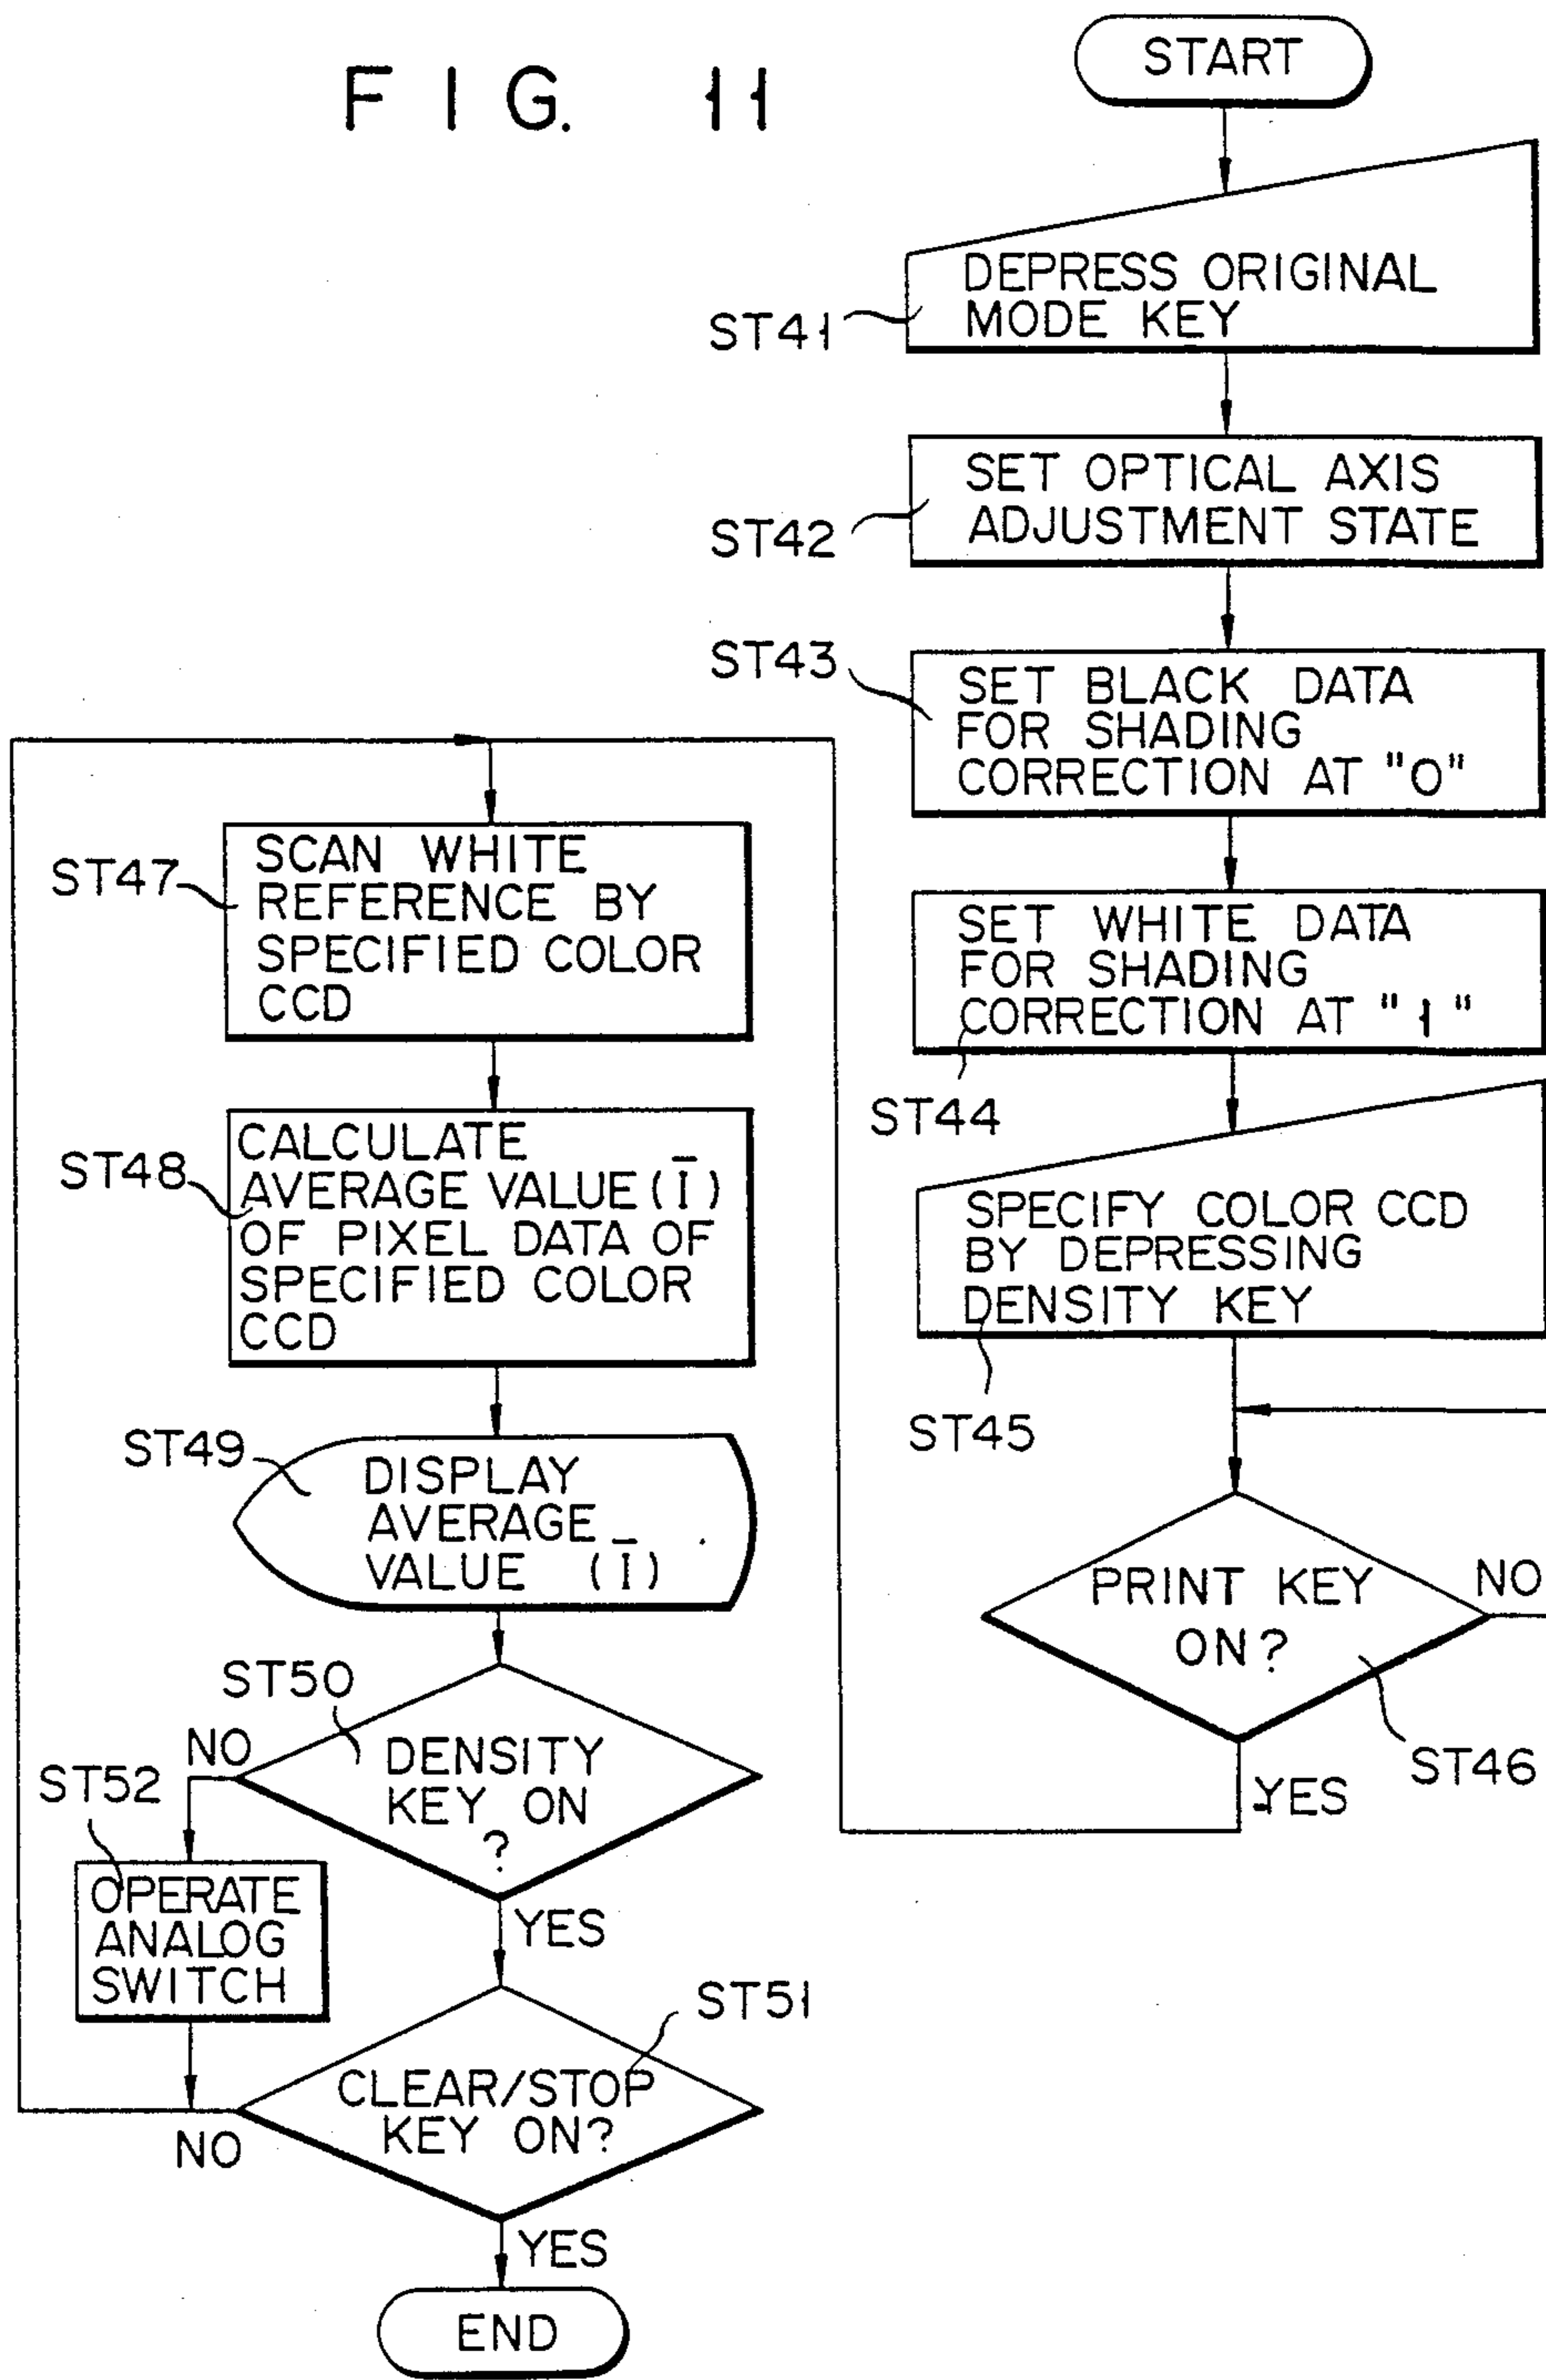 FIG. 11
START
DEPRESS ORIGINAL
MODE KEY
ST41
SET OPTICAL AXIS
ADJUSTMENT STATE
ST42
ST43
SET BLACK DATA
FOR SHADING
CORRECTION AT "0"
SET WHITE DATA
FOR SHADING
CORRECTION AT "1"
ST44
SPECIFY COLOR CCD
BY DEPRESSING
DENSITY KEY
ST45
PRINT KEY
ON?
NO
ST46
YES
ST47
SCAN WHITE
REFERENCE BY
SPECIFIED COLOR
CCD
ST48
CALCULATE
AVERAGE VALUE (Ī)
OF PIXEL DATA OF
SPECIFIED COLOR
CCD
ST49
DISPLAY
AVERAGE
VALUE (Ī)
ST50
DENSITY
KEY ON
?
NO
YES
ST52
OPERATE
ANALOG
SWITCH
ST51
CLEAR/STOP
KEY ON?
NO
YES
END